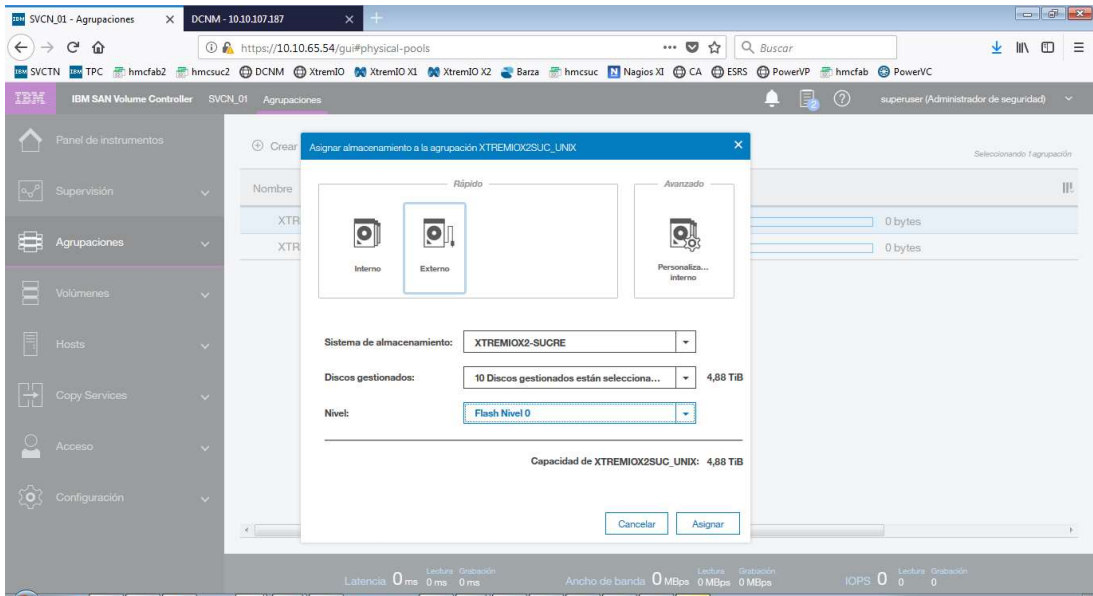 SVCN_01 - Agrupaciones
DCNM - 10.10.107.187
https://10.10.65.54/gui#physical-pools
Buscar
SVCTN TPC hmcfab2 hmcsuc2 DCNM XtremIO XtremIO X1 XtremIO X2 Barza hmcsuc Nagios XI CA ESRS PowerVP hmcfab PowerVC
IBM IBM SAN Volume Controller SVCN_01 Agrupaciones
2
superuser (Administrador de seguridad)
Panel de instrumentos
Supervisión
Agrupaciones
Volúmenes
Hosts
Copy Services
Acceso
Configuración
Crear
Seleccionando 1 agrupación
Nombre
XTR
0 bytes
XTR
0 bytes
Asignar almacenamiento a la agrupación XTREMIOX2SUC_UNIX
Rápido
Avanzado
Interno
Externo
Personaliza...
interno
Sistema de almacenamiento: XTREMIOX2-SUCRE
Discos gestionados: 10 Discos gestionados están selecciona... 4,88 TiB
Nivel: Flash Nivel 0
Capacidad de XTREMIOX2SUC_UNIX: 4,88 TiB
Cancelar
Asignar
Latencia 0 ms Lectura 0 ms Grabación 0 ms
Ancho de banda 0 MBps Lectura 0 MBps Grabación 0 MBps
IOPS 0 Lectura 0 Grabación 0